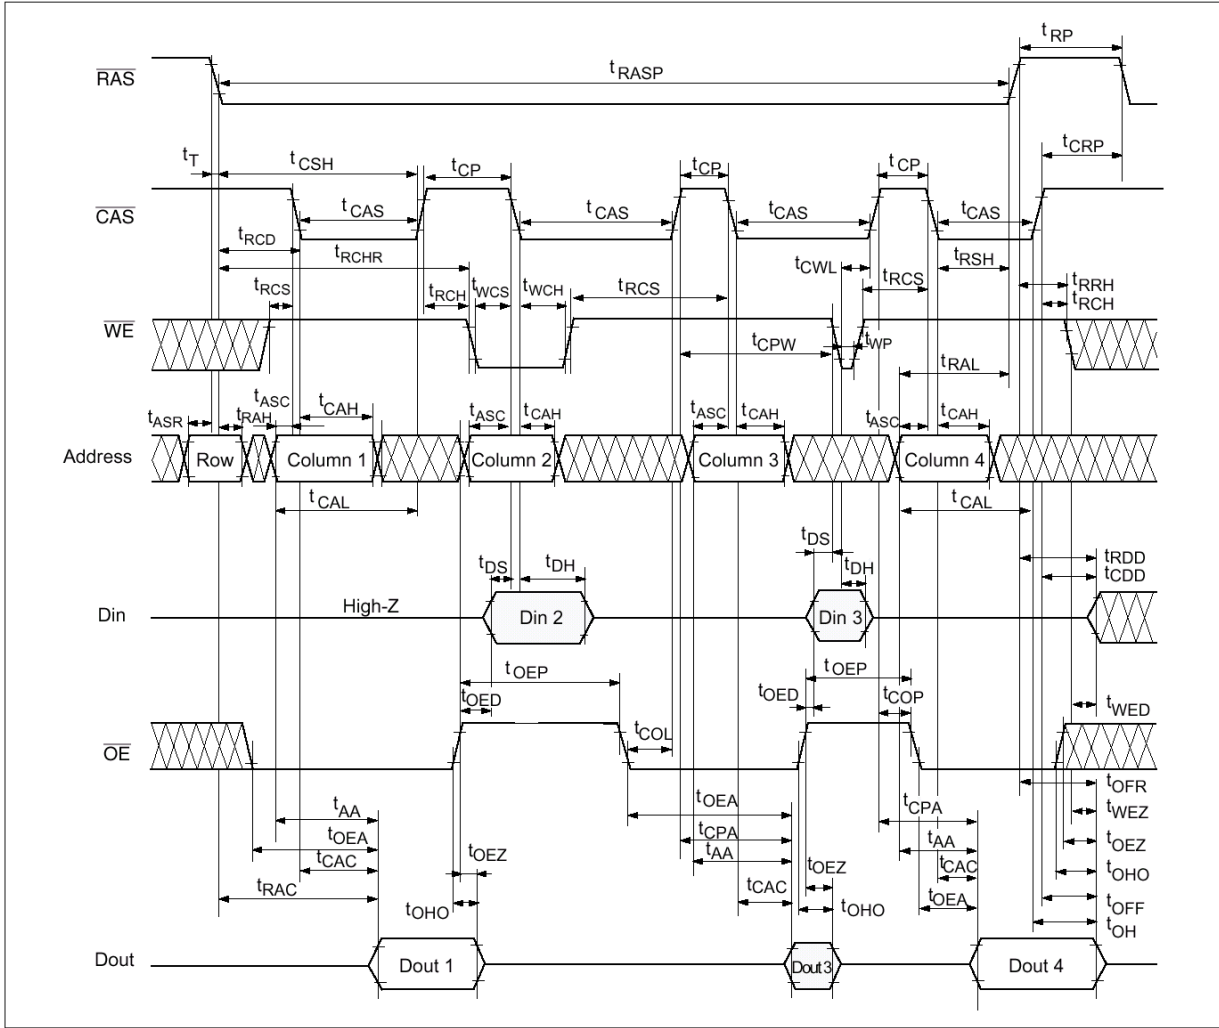 tRP
RAS
tRASP
tT
tCSH
tCP
tCP
tCP
tCRP
CAS
tCAS
tCAS
tCAS
tCAS
tRCD
tRCHR
tCWL
tRSH
tRCS
tRCH
tWCS
tWCH
tRCS
tRCS
tRRH
tRCH
WE
tCPW
tWP
tRAL
tASR
tRAH
tASC
tCAH
tASC
tCAH
tASC
tCAH
tASC
tCAH
Address
Row
Column 1
Column 2
Column 3
Column 4
tCAL
tCAL
tDS
tDH
tDS
tDH
tRDD
tCDD
Din
High-Z
Din 2
Din 3
tOEP
tOED
tOEP
tOED
tCOP
tWED
OE
tCOL
tOFR
tAA
tOEA
tCAC
tRAC
tOEZ
tOHO
tOEA
tCPA
tAA
tCAC
tOEZ
tOHO
tCPA
tAA
tCAC
tOEA
tWEZ
tOEZ
tOHO
tOFF
tOH
Dout
Dout 1
Dout 3
Dout 4